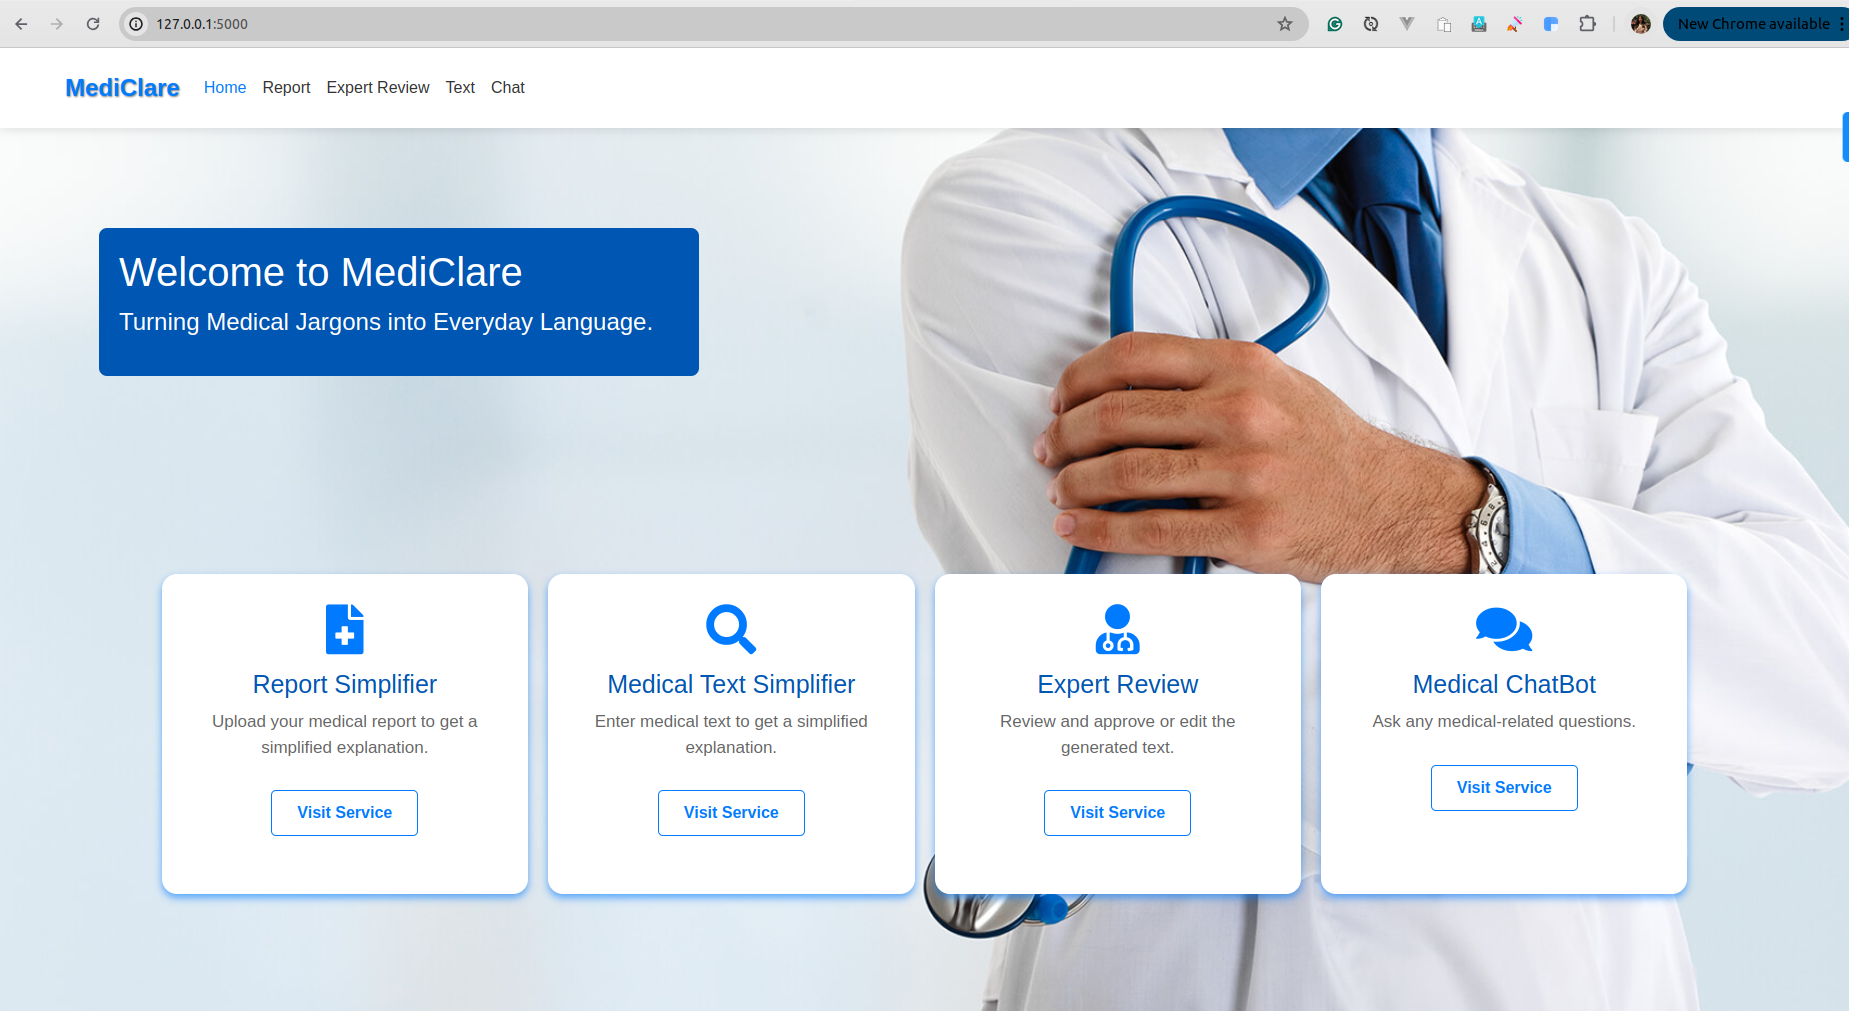 127.0.0.1:5000
New Chrome available
MediClare Home Report Expert Review Text Chat
Welcome to MediClare
Turning Medical Jargons into Everyday Language.
Report Simplifier
Upload your medical report to get a
simplified explanation.
Visit Service
Medical Text Simplifier
Enter medical text to get a simplified
explanation.
Visit Service
Expert Review
Review and approve or edit the
generated text.
Visit Service
Medical ChatBot
Ask any medical-related questions.
Visit Service